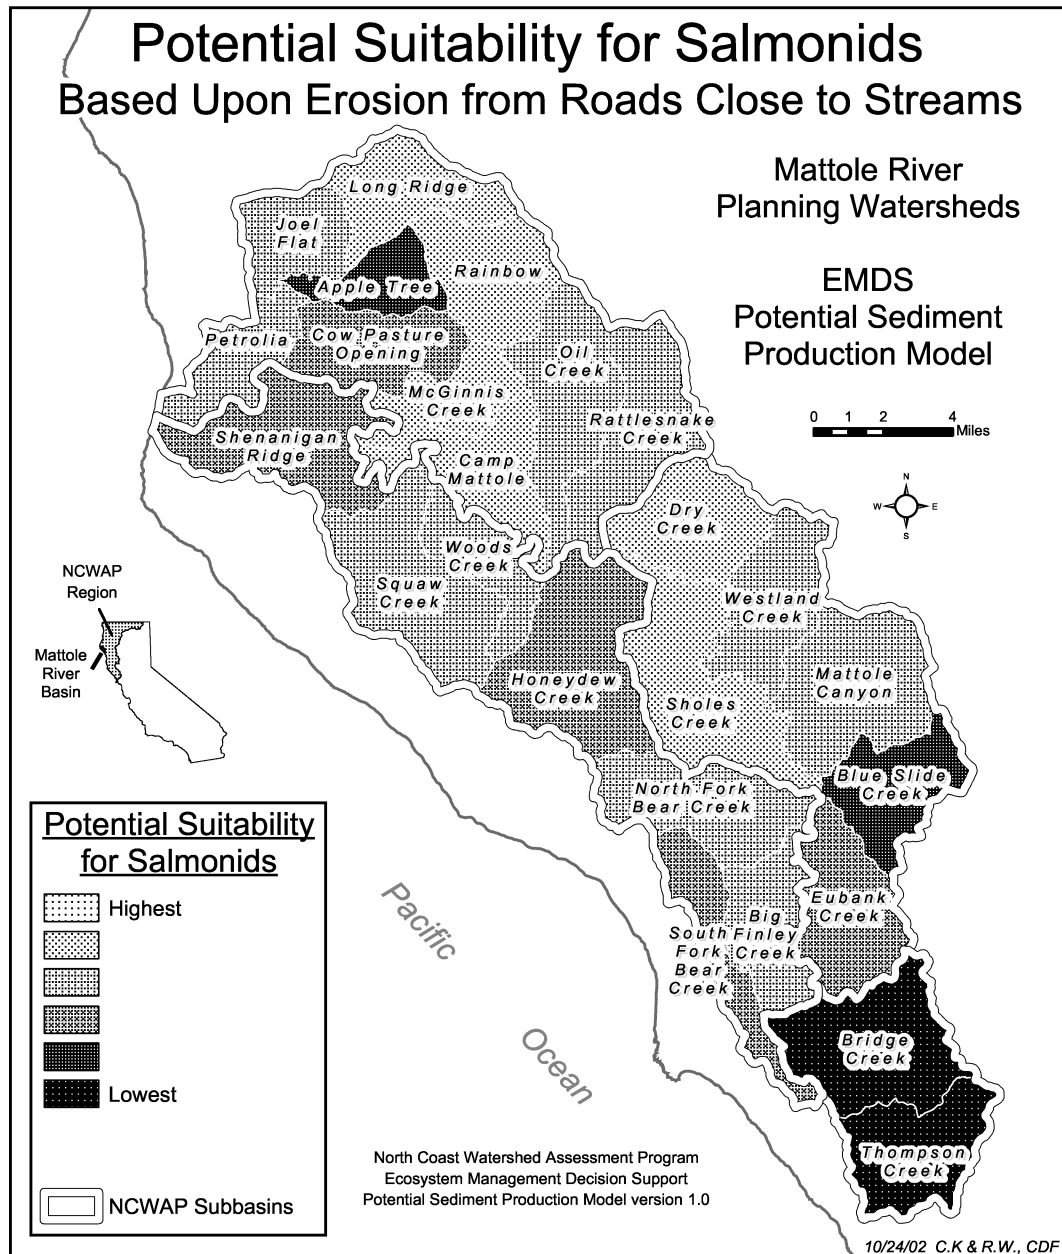 Potential Suitability for Salmonids
Based Upon Erosion from Roads Close to Streams
Mattole River
Planning Watersheds
EMDS
Potential Sediment
Production Model
0 1 2 4
Miles
N
W E
S
Long Ridge
Joel
Flat
Rainbow
Apple Tree
Petrolia
Cow Pasture
Opening
Oil
Creek
McGinnis
Creek
Rattlesnake
Creek
Shenanigan
Ridge
Camp
Mattole
Dry
Creek
Woods
Creek
Squaw
Creek
Westland
Creek
Honeydew
Creek
Mattole
Canyon
Sholes
Creek
Blue Slide
Creek
North Fork
Bear Creek
Eubank
Creek
Big
Finley
Creek
South
Fork
Bear
Creek
Bridge
Creek
Thompson
Creek
NCWAP
Region
Mattole
River
Basin
Pacific
Ocean
Potential Suitability
for Salmonids
Highest
Lowest
NCWAP Subbasins
North Coast Watershed Assessment Program
Ecosystem Management Decision Support
Potential Sediment Production Model version 1.0
10/24/02 C.K & R.W., CDF